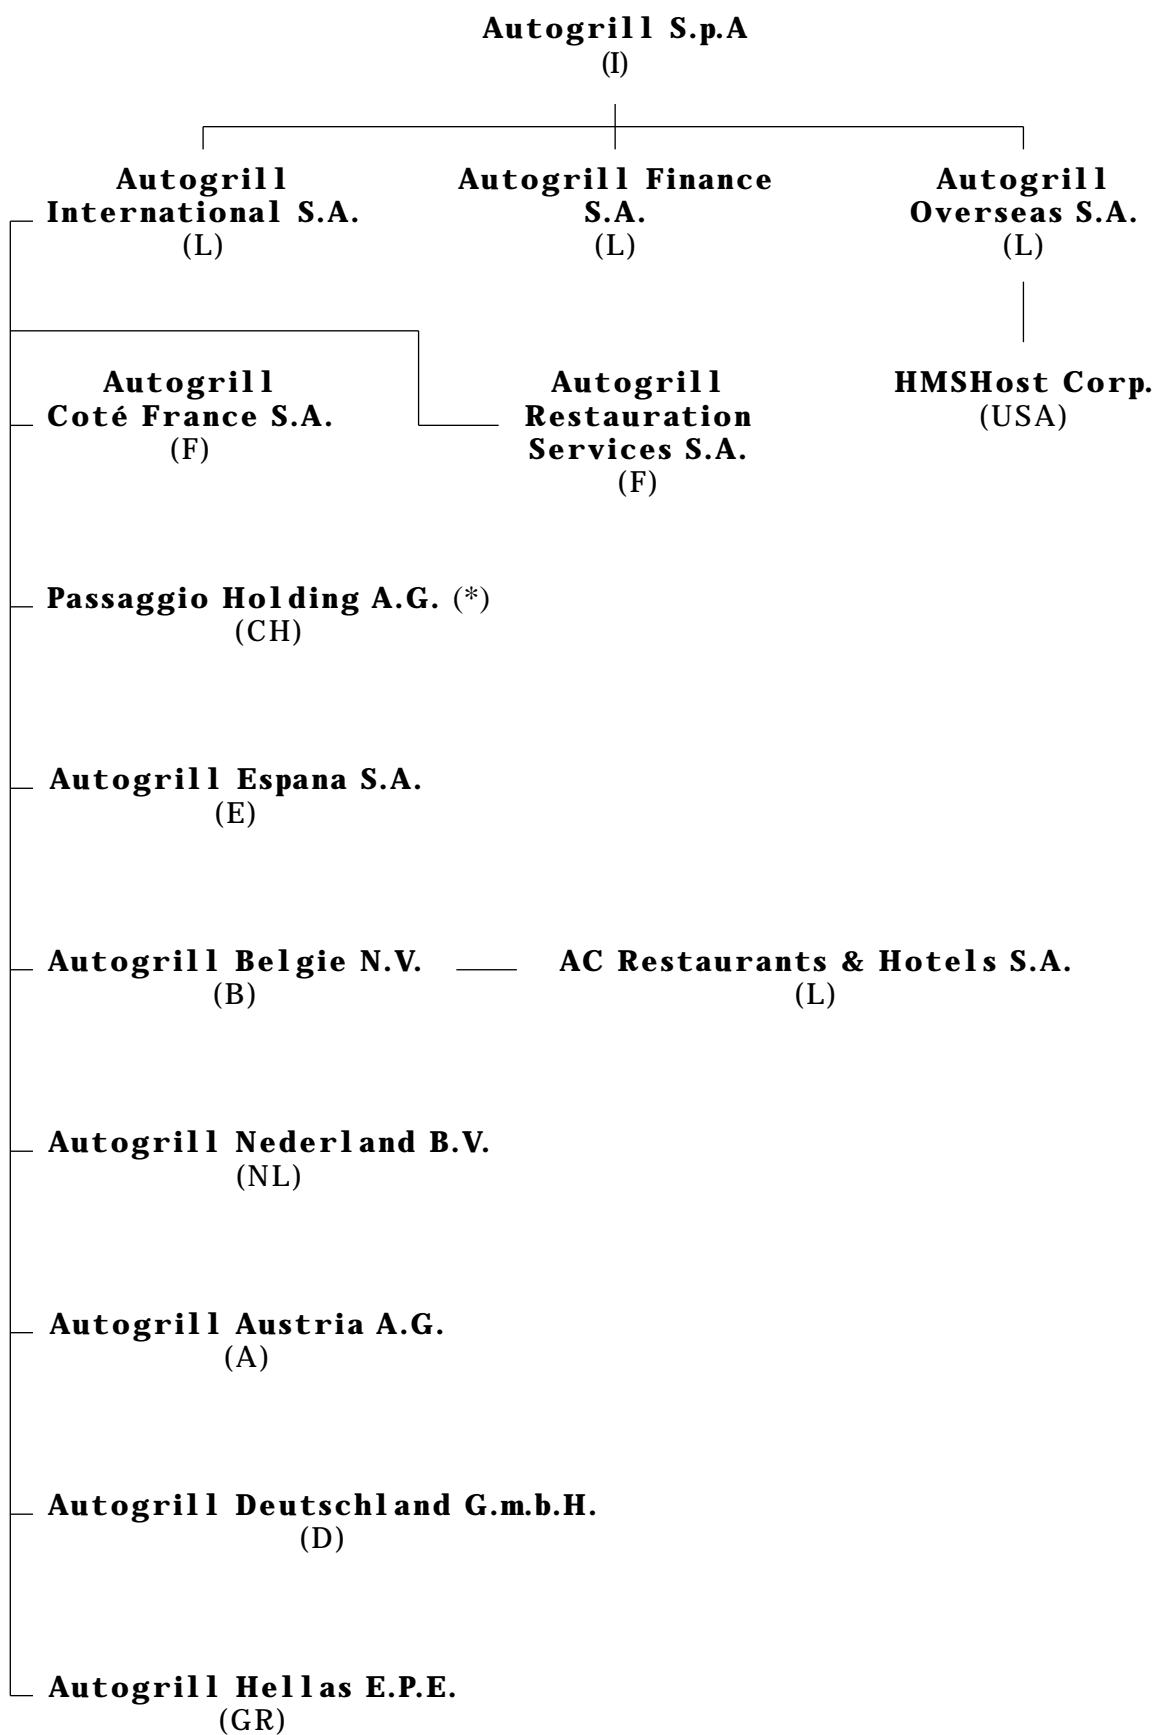 Autogrill S.p.A
(I)
Autogrill
International S.A.
(L)
Autogrill Finance
S.A.
(L)
Autogrill
Overseas S.A.
(L)
Autogrill
Coté France S.A.
(F)
Autogrill
Restauration
Services S.A.
(F)
HMSHost Corp.
(USA)
Passaggio Holding A.G. (*)
(CH)
Autogrill Espana S.A.
(E)
Autogrill Belgie N.V.
(B)
AC Restaurants & Hotels S.A.
(L)
Autogrill Nederland B.V.
(NL)
Autogrill Austria A.G.
(A)
Autogrill Deutschland G.m.b.H.
(D)
Autogrill Hellas E.P.E.
(GR)